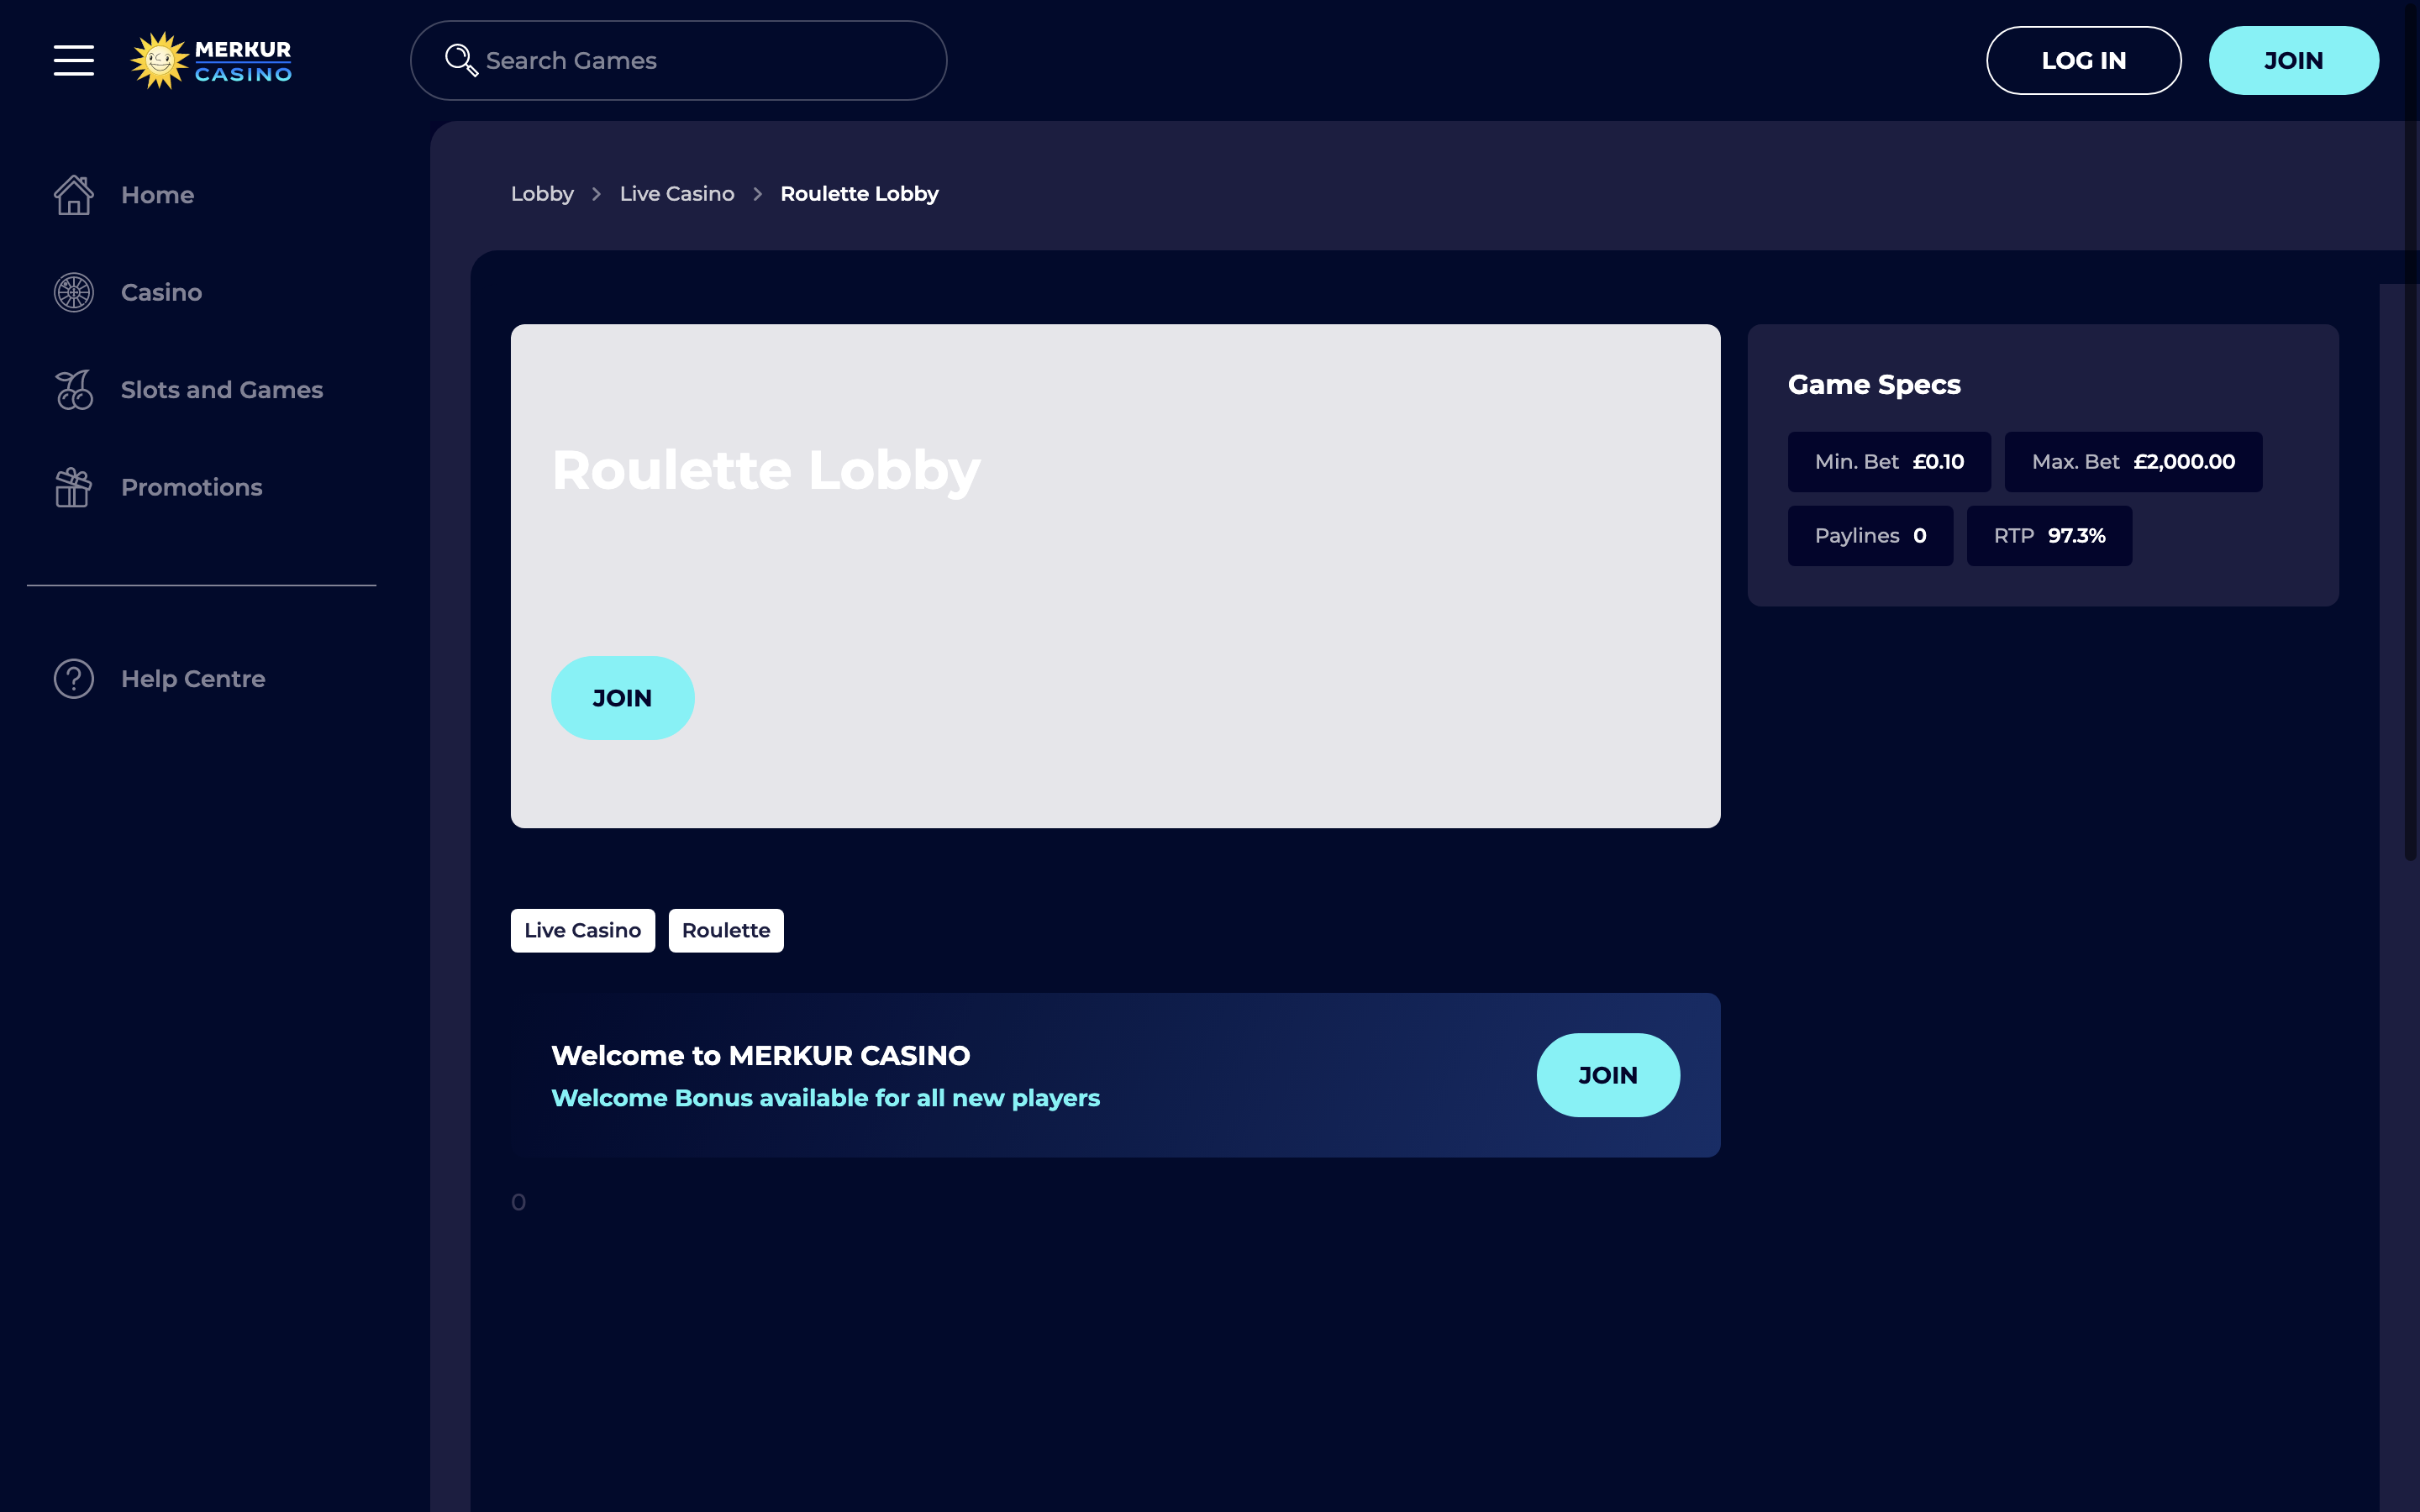 MERKUR
CASINO
Search Games
LOG IN
JOIN
Home
Casino
Slots and Games
Promotions
Help Centre
Lobby > Live Casino > Roulette Lobby
Roulette Lobby
JOIN
Game Specs
Min. Bet £0.10
Max. Bet £2,000.00
Paylines 0
RTP 97.3%
Live Casino
Roulette
Welcome to MERKUR CASINO
Welcome Bonus available for all new players
JOIN
0